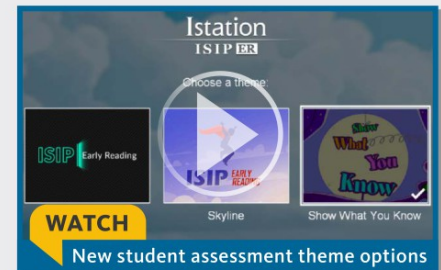 Istation
ISIP ER
Choose a theme:
ISIP Early Reading
ISIP EARLY READING
Skyline
Show
What
You
Know
Show What You Know
WATCH
New student assessment theme options